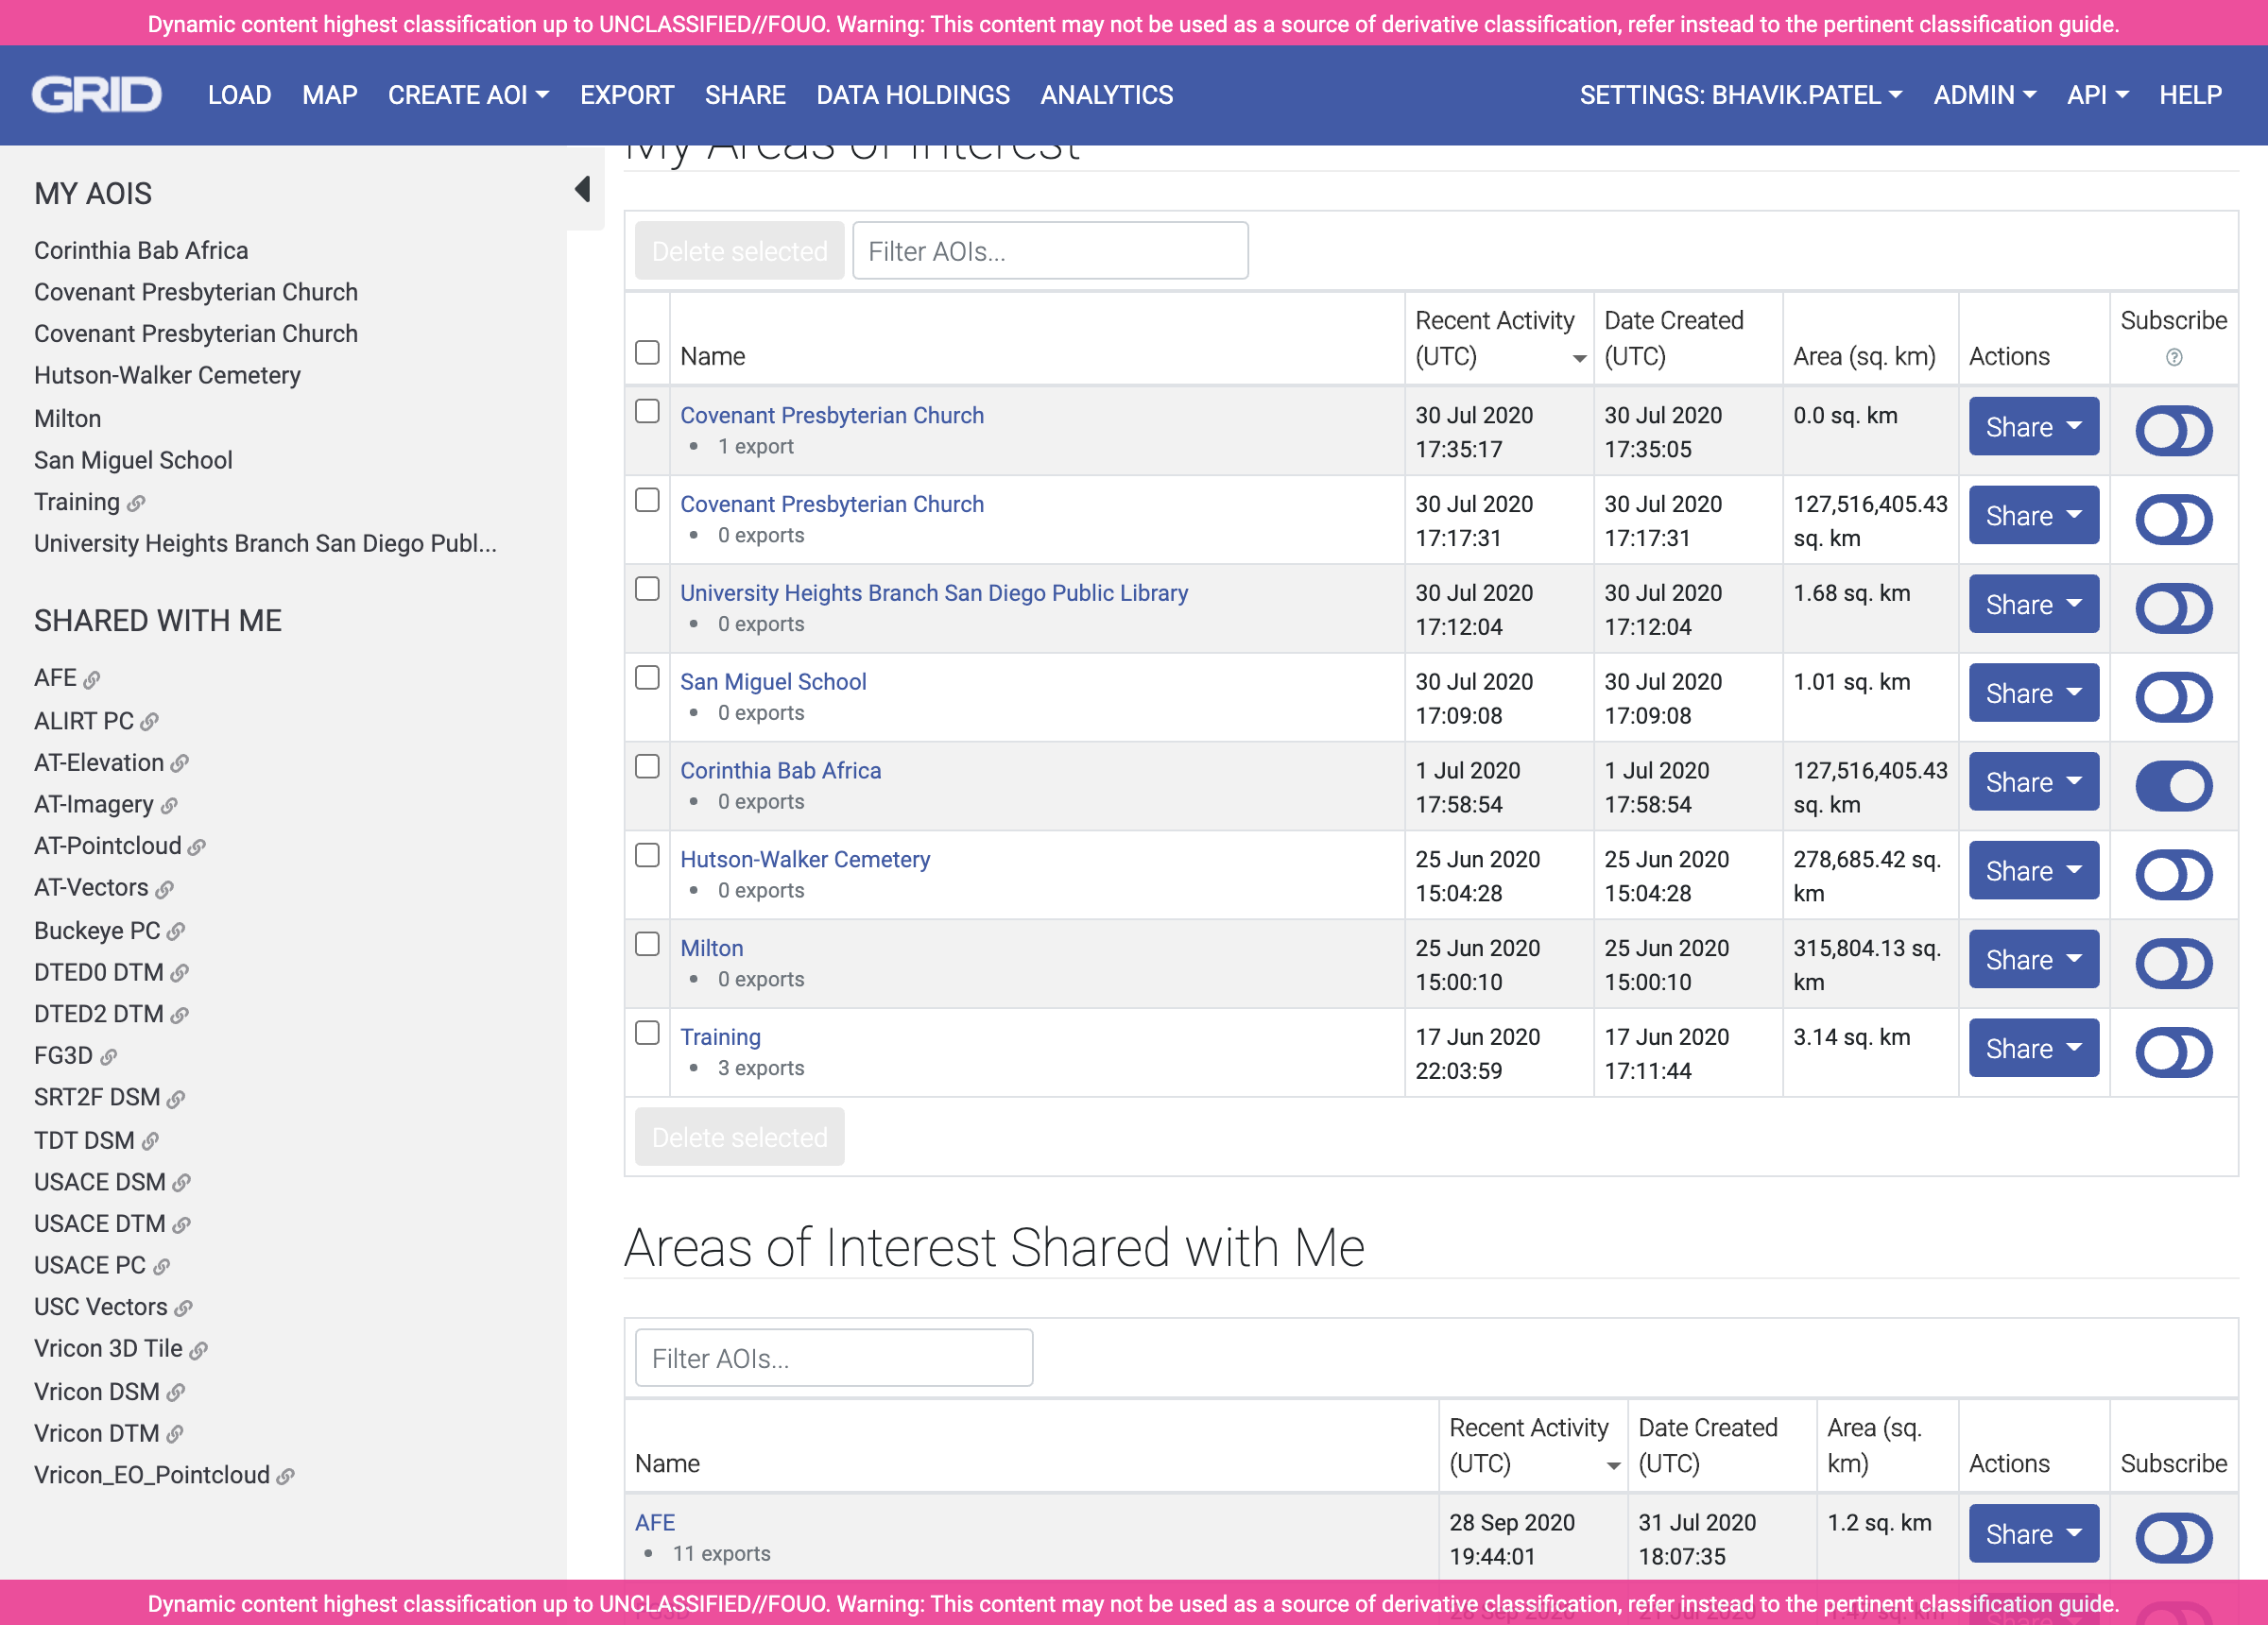 Dynamic content highest classification up to UNCLASSIFIED//FOUO. Warning: This content may not be used as a source of derivative classification, refer instead to the pertinent classification guide.
GRID LOAD MAP CREATE AOI EXPORT SHARE DATA HOLDINGS ANALYTICS SETTINGS: BHAVIK.PATEL ADMIN API HELP
MY AOIS
Corinthia Bab Africa
Covenant Presbyterian Church
Covenant Presbyterian Church
Hutson-Walker Cemetery
Milton
San Miguel School
Training
University Heights Branch San Diego Publ...
SHARED WITH ME
AFE
ALIRT PC
AT-Elevation
AT-Imagery
AT-Pointcloud
AT-Vectors
Buckeye PC
DTED0 DTM
DTED2 DTM
FG3D
SRT2F DSM
TDT DSM
USACE DSM
USACE DTM
USACE PC
USC Vectors
Vricon 3D Tile
Vricon DSM
Vricon DTM
Vricon_EO_Pointcloud
My Areas of Interest
Delete selected Filter AOIs...
Name Recent Activity (UTC) Date Created (UTC) Area (sq. km) Actions Subscribe
Covenant Presbyterian Church 30 Jul 2020 30 Jul 2020 0.0 sq. km Share
1 export 17:35:17 17:35:05
Covenant Presbyterian Church 30 Jul 2020 30 Jul 2020 127,516,405.43 Share
0 exports 17:17:31 17:17:31 sq. km
University Heights Branch San Diego Public Library 30 Jul 2020 30 Jul 2020 1.68 sq. km Share
0 exports 17:12:04 17:12:04
San Miguel School 30 Jul 2020 30 Jul 2020 1.01 sq. km Share
0 exports 17:09:08 17:09:08
Corinthia Bab Africa 1 Jul 2020 1 Jul 2020 127,516,405.43 Share
0 exports 17:58:54 17:58:54 sq. km
Hutson-Walker Cemetery 25 Jun 2020 25 Jun 2020 278,685.42 sq. Share
0 exports 15:04:28 15:04:28 km
Milton 25 Jun 2020 25 Jun 2020 315,804.13 sq. Share
0 exports 15:00:10 15:00:10 km
Training 17 Jun 2020 17 Jun 2020 3.14 sq. km Share
3 exports 22:03:59 17:11:44
Delete selected
Areas of Interest Shared with Me
Filter AOIs...
Name Recent Activity (UTC) Date Created (UTC) Area (sq. km) Actions Subscribe
AFE 28 Sep 2020 31 Jul 2020 1.2 sq. km Share
11 exports 19:44:01 18:07:35
Dynamic content highest classification up to UNCLASSIFIED//FOUO. Warning: This content may not be used as a source of derivative classification, refer instead to the pertinent classification guide.